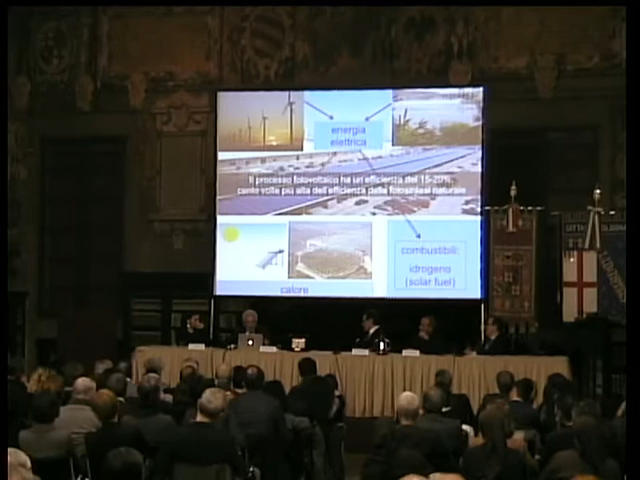 energia
elettrica
Il processo fotovoltaico ha un'efficienza del 15-20%,
cento volte più alta dell'efficienza della fotosintesi naturale
combustibili:
idrogeno
(solar fuel)
calore